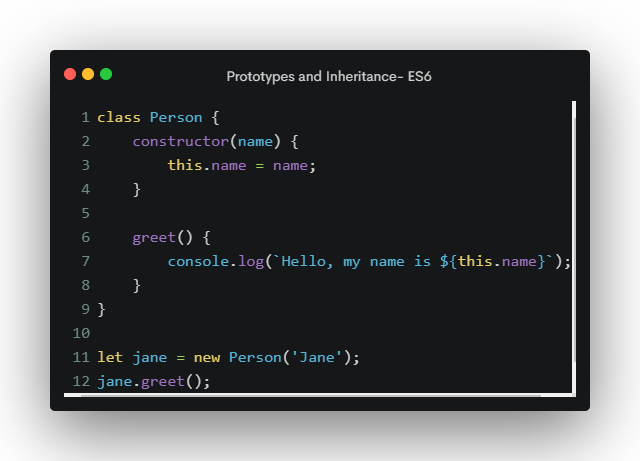 Prototypes and Inheritance- ES6
1 class Person {
2     constructor(name) {
3         this.name = name;
4     }
5
6     greet() {
7         console.log(`Hello, my name is ${this.name}`);
8     }
9 }
10
11 let jane = new Person('Jane');
12 jane.greet();